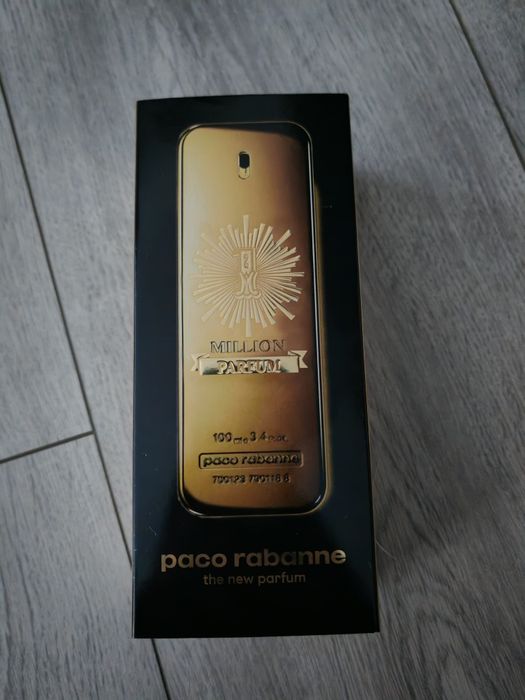 1
MILLION
PARFUM
100 ml e 3.4 fl.oz.
paco rabanne
paco rabanne
the new parfum